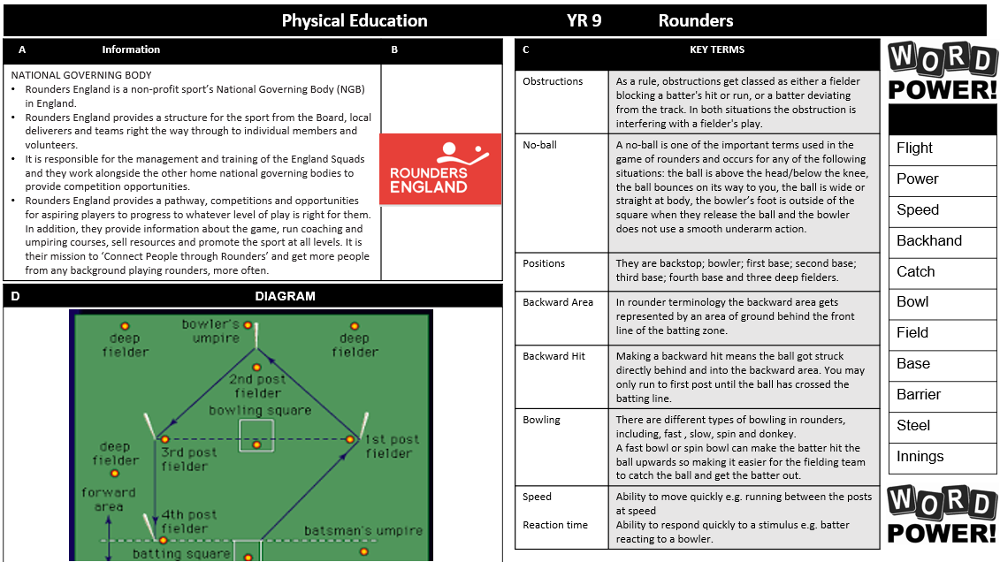 Physical Education YR 9 Rounders
A Information B
NATIONAL GOVERNING BODY
• Rounders England is a non-profit sport's National Governing Body (NGB)
in England.
• Rounders England provides a structure for the sport from the Board, local
deliverers and teams right the way through to individual members and
volunteers.
• It is responsible for the management and training of the England Squads
and they work alongside the other home national governing bodies to
provide competition opportunities.
• Rounders England provides a pathway, competitions and opportunities
for aspiring players to progress to whatever level of play is right for them.
In addition, they provide information about the game, run coaching and
umpiring courses, sell resources and promote the sport at all levels. It is
their mission to 'Connect People through Rounders' and get more people
from any background playing rounders, more often.
ROUNDERS
ENGLAND
D DIAGRAM
bowler's
umpire
deep
fielder
deep
fielder
2nd post
fielder
bowling square
3rd post
fielder
1st post
fielder
deep
fielder
forward
area
4th post
fielder
batsman's umpire
batting square
C KEY TERMS
Obstructions
As a rule, obstructions get classed as either a fielder
blocking a batter's hit or run, or a batter deviating
from the track. In both situations the obstruction is
interfering with a fielder's play.
No-ball
A no-ball is one of the important terms used in the
game of rounders and occurs for any of the following
situations: the ball is above the head/below the knee,
the ball bounces on its way to you, the ball is wide or
straight at body, the bowler's foot is outside of the
square when they release the ball and the bowler
does not use a smooth underarm action.
Positions
They are backstop; bowler; first base; second base;
third base; fourth base and three deep fielders.
Backward Area
In rounder terminology the backward area gets
represented by an area of ground behind the front
line of the batting zone.
Backward Hit
Making a backward hit means the ball got struck
directly behind and into the backward area. You may
only run to first post until the ball has crossed the
batting line.
Bowling
There are different types of bowling in rounders,
including, fast , slow, spin and donkey.
A fast bowl or spin bowl can make the batter hit the
ball upwards so making it easier for the fielding team
to catch the ball and get the batter out.
Speed
Ability to move quickly e.g. running between the posts
at speed
Reaction time
Ability to respond quickly to a stimulus e.g. batter
reacting to a bowler.
WORD
POWER!
Flight
Power
Speed
Backhand
Catch
Bowl
Field
Base
Barrier
Steel
Innings
WORD
POWER!